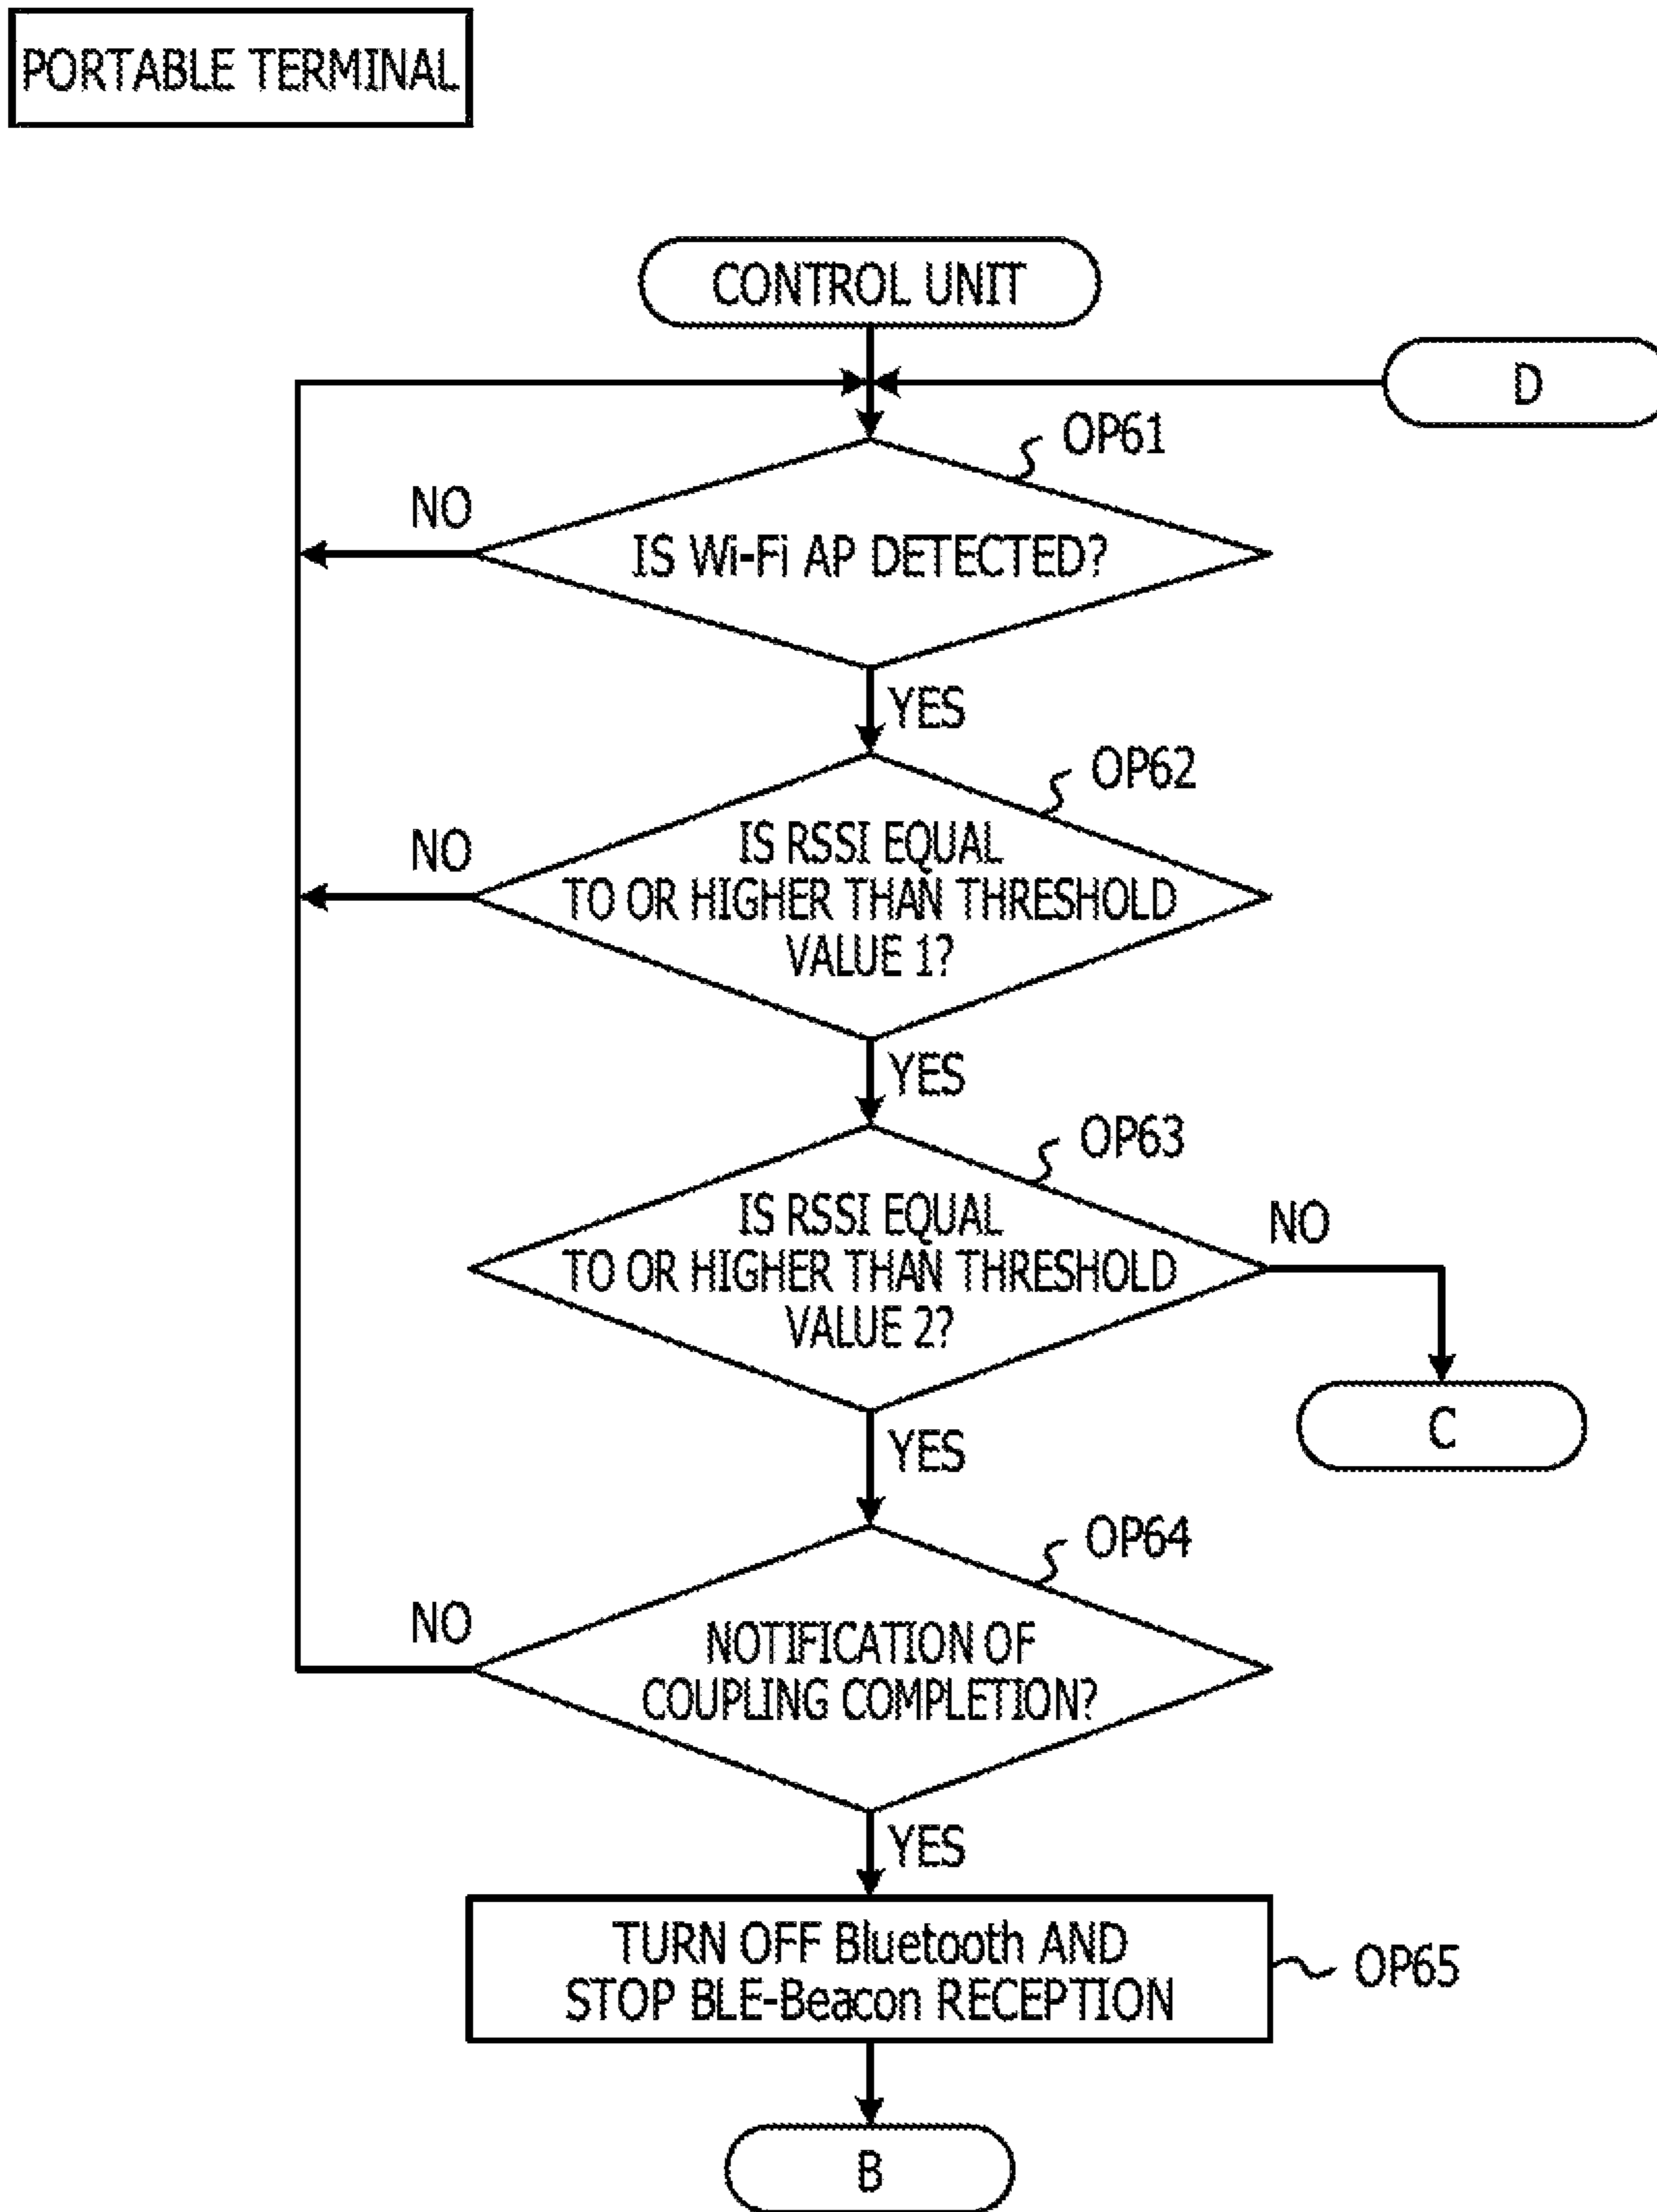 PORTABLE TERMINAL
CONTROL UNIT
D
OP61
NO
IS Wi-Fi AP DETECTED?
YES
OP62
NO
IS RSSI EQUAL
TO OR HIGHER THAN THRESHOLD
VALUE 1?
YES
OP63
IS RSSI EQUAL
TO OR HIGHER THAN THRESHOLD
VALUE 2?
NO
C
YES
OP64
NO
NOTIFICATION OF
COUPLING COMPLETION?
YES
TURN OFF Bluetooth AND
STOP BLE-Beacon RECEPTION
OP65
B